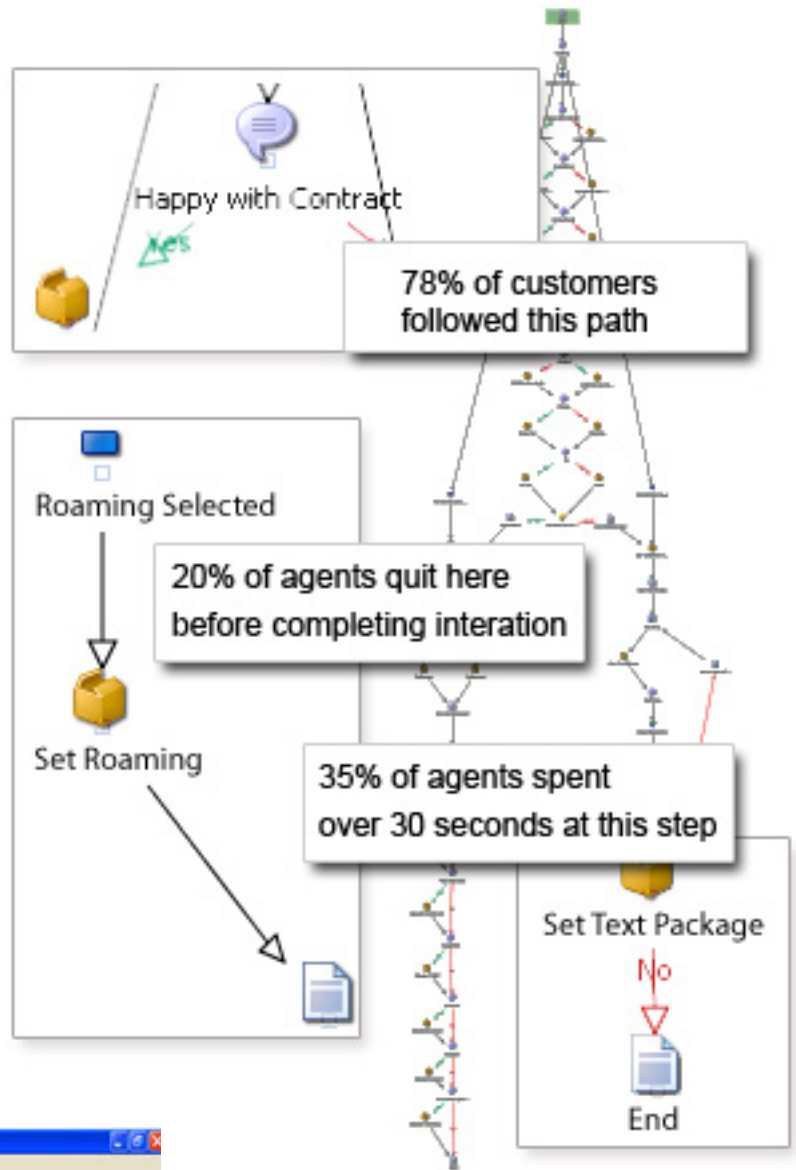 Happy with Contract
Yes
78% of customers
followed this path
Roaming Selected
20% of agents quit here
before completing interation
Set Roaming
35% of agents spent
over 30 seconds at this step
Set Text Package
No
End